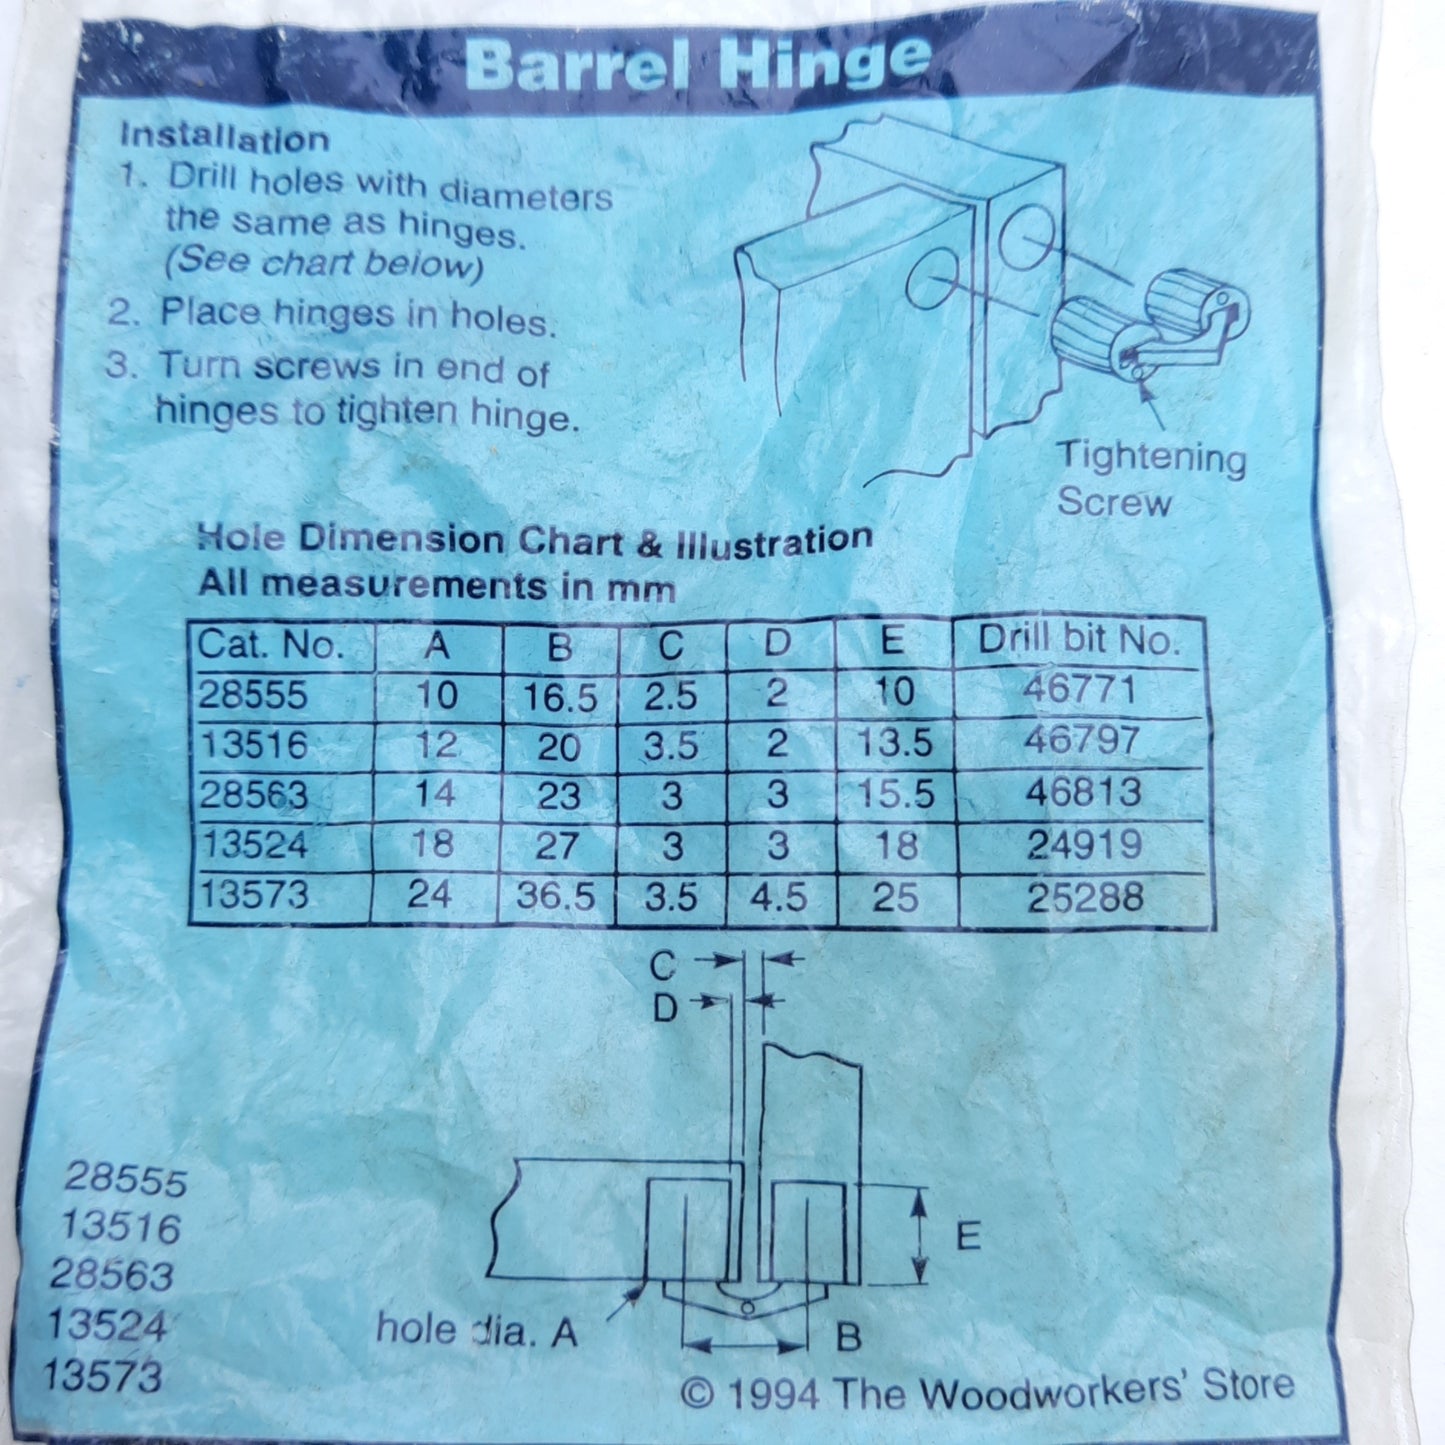 Barrel Hinge
Installation
1. Drill holes with diameters
the same as hinges.
(See chart below)
2. Place hinges in holes.
3. Turn screws in end of
hinges to tighten hinge.
Tightening
Screw
Hole Dimension Chart & Illustration
All measurements in mm
Cat. No. A B C D E Drill bit No.
28555 10 16.5 2.5 2 10 46771
13516 12 20 3.5 2 13.5 46797
28563 14 23 3 3 15.5 46813
13524 18 27 3 3 18 24919
13573 24 36.5 3.5 4.5 25 25288
C
D
E
hole dia. A
B
28555
13516
28563
13524
13573
© 1994 The Woodworkers' Store